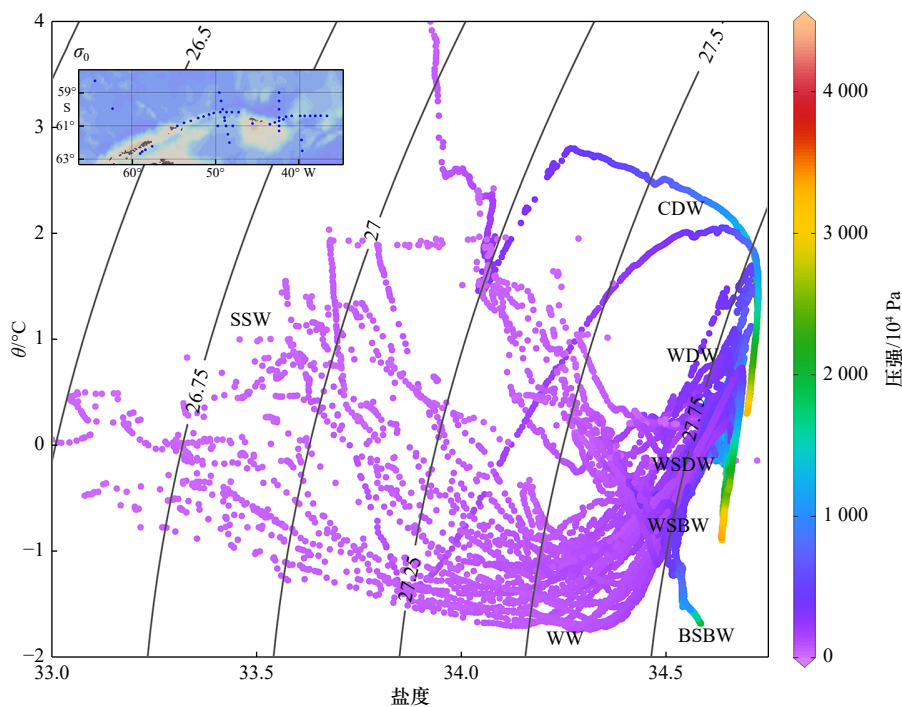 4
3
2
1
0
−1
−2
θ/°C
33.0
33.5
34.0
34.5
盐度
σ0
59°
S
61°
63°
60°
50°
40° W
26.5
26.75
27
27.25
27.5
27.75
CDW
SSW
WDW
WSDW
WSBW
WW
BSBW
4 000
3 000
2 000
1 000
0
压强/10⁴ Pa